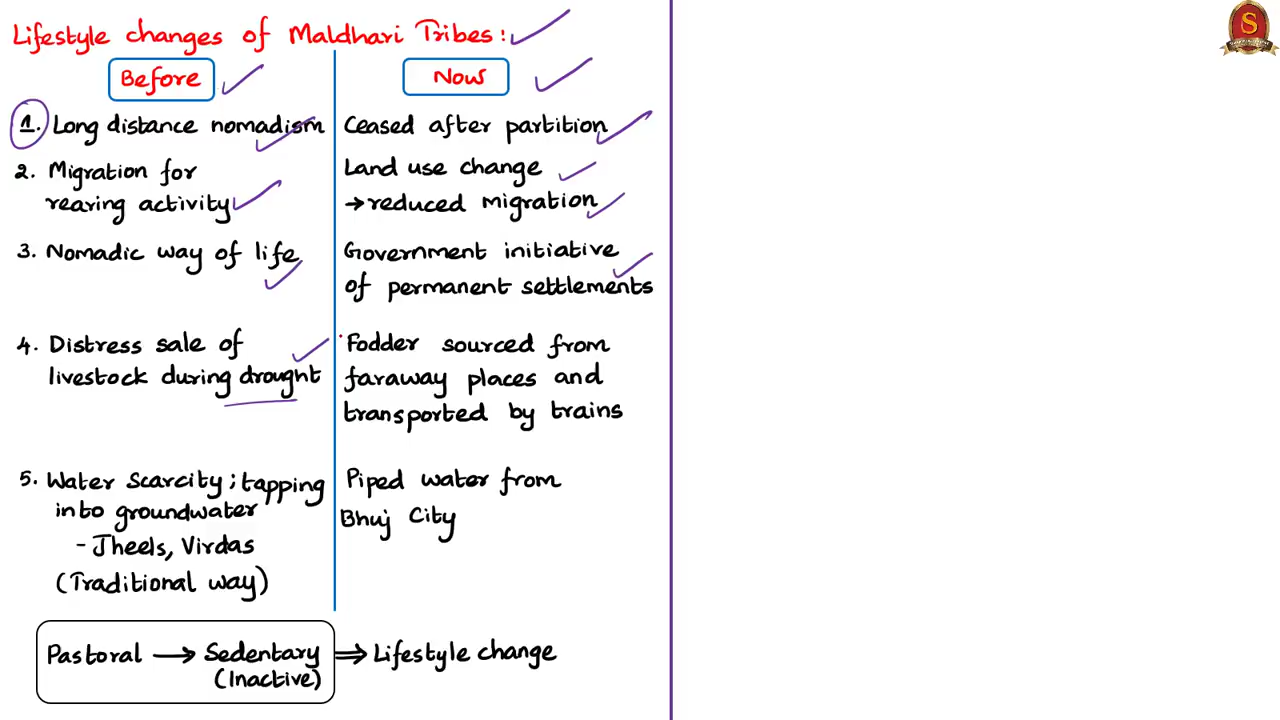 Lifestyle changes of Maldhari Tribes:
Before
Now
1. Long distance nomadism
Ceased after partition
2. Migration for
rearing activity
Land use change
→ reduced migration
3. Nomadic way of life
Government initiative
of permanent settlements
4. Distress sale of
livestock during drought
Fodder sourced from
faraway places and
transported by trains
5. Water scarcity; tapping
into groundwater
- Jheels, Virdas
(Traditional way)
Piped water from
Bhuj City
Pastoral → Sedentary ⇒ Lifestyle change
(Inactive)
S